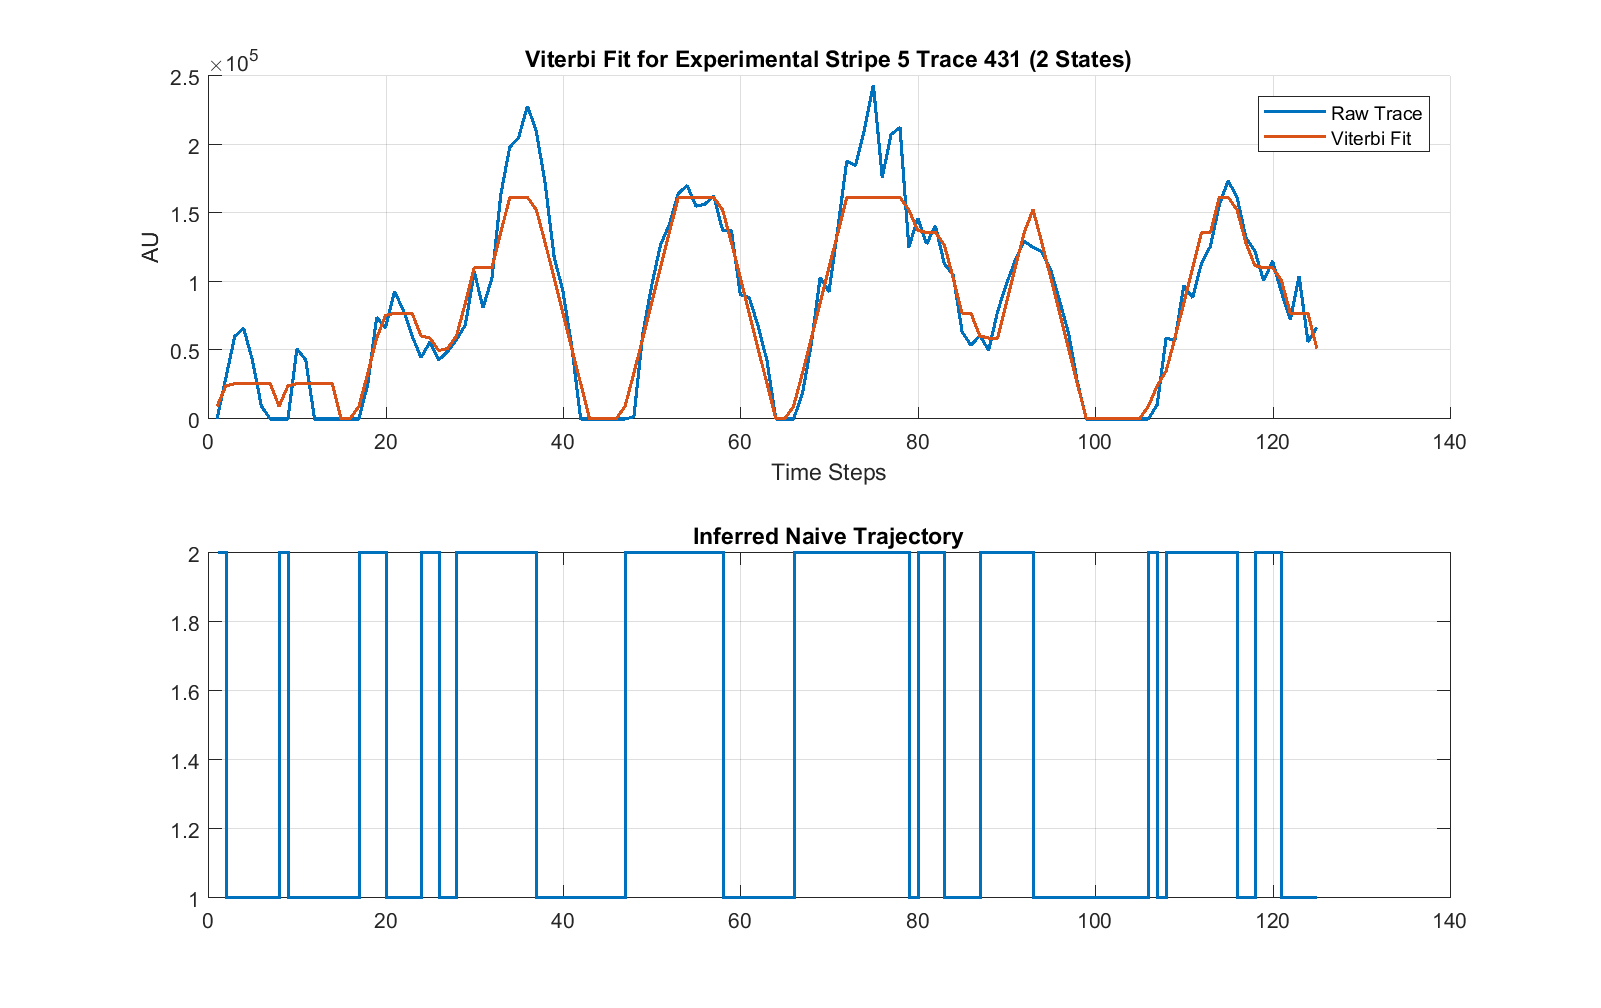 Viterbi Fit for Experimental Stripe 5 Trace 431 (2 States)
×10^5
2.5
2
1.5
1
0.5
0
AU
Raw Trace
Viterbi Fit
0 20 40 60 80 100 120 140
Time Steps
Inferred Naive Trajectory
2
1.8
1.6
1.4
1.2
1
0 20 40 60 80 100 120 140